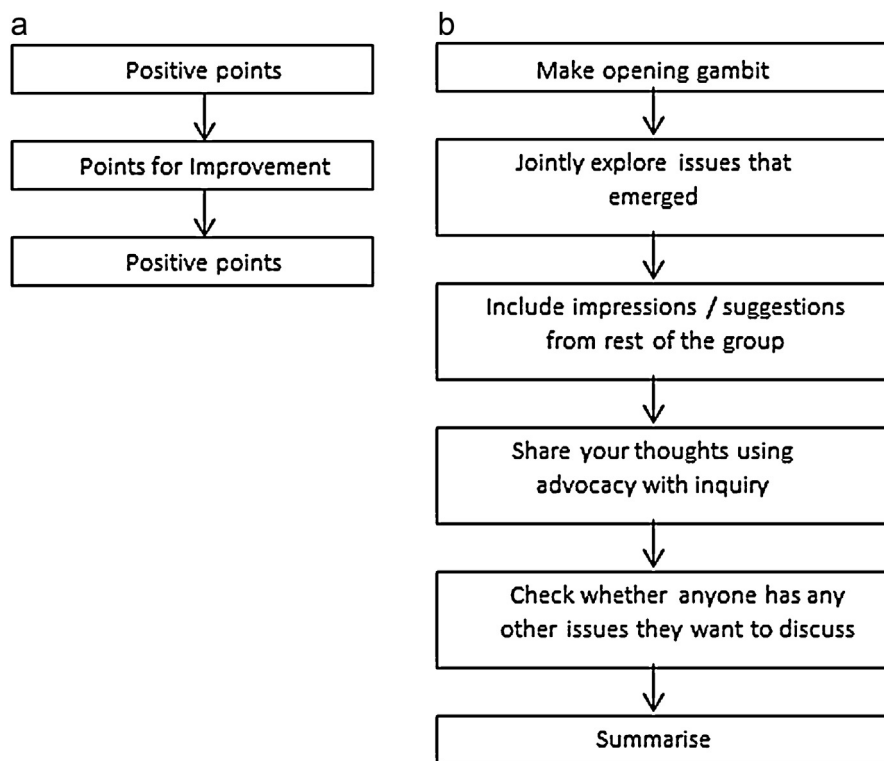 a
Positive points
Points for Improvement
Positive points
b
Make opening gambit
Jointly explore issues that
emerged
Include impressions / suggestions
from rest of the group
Share your thoughts using
advocacy with inquiry
Check whether anyone has any
other issues they want to discuss
Summarise